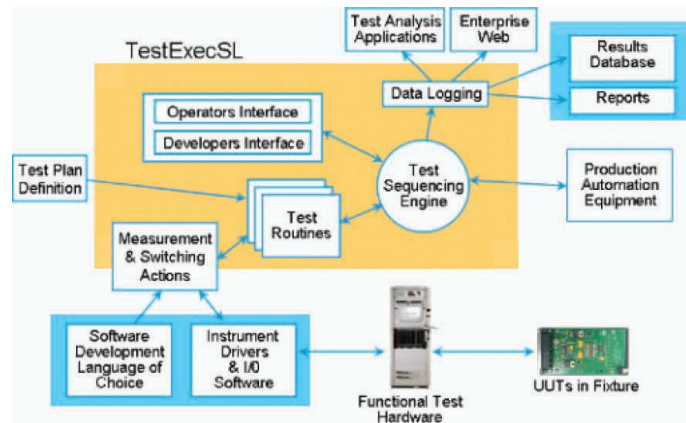 TestExecSL
Test Analysis
Applications
Enterprise
Web
Results
Database
Reports
Data Logging
Operators Interface
Developers Interface
Test Plan
Definition
Test
Sequencing
Engine
Production
Automation
Equipment
Test
Routines
Measurement
& Switching
Actions
Software
Development
Language of
Choice
Instrument
Drivers
& I/0
Software
Functional Test
Hardware
UUTs in Fixture